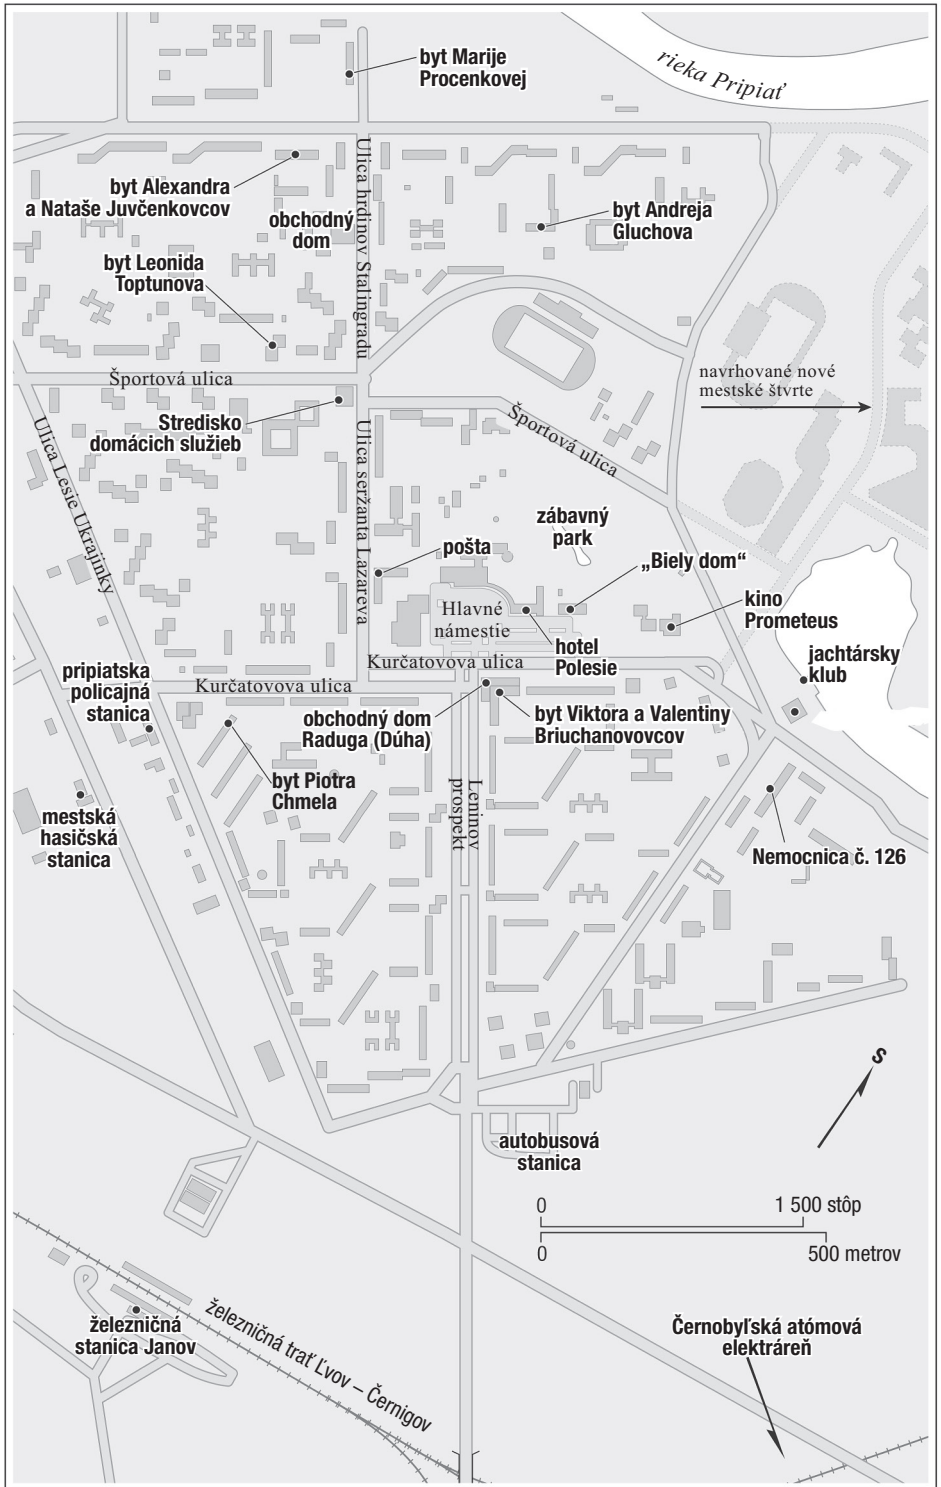 byt Marije
Procenkovej
rieka Pripiať
byt Alexandra
a Nataše Juvčenkovcov
obchodný
dom
Ulica hrdinov Stalingradu
byt Andreja
Gluchova
byt Leonida
Toptunova
Športová ulica
navrhované nové
mestské štvrte
Stredisko
domácich služieb
Športová ulica
Ulica Lesie Ukrajinky
Ulica seržanta Lazareva
zábavný
park
pošta
„Biely dom“
Hlavné
námestie
kino
Prometeus
hotel
Polesie
Kurčatovova ulica
jachtársky
klub
pripiatska
policajná
stanica
Kurčatovova ulica
obchodný dom
Raduga (Dúha)
byt Viktora a Valentiny
Briuchanovovcov
byt Piotra
Chmela
Leninov
prospekt
mestská
hasičská
stanica
Nemocnica č. 126
S
autobusová
stanica
0
1 500 stôp
0
500 metrov
železničná
stanica Janov
železničná trať Ľvov – Černigov
Černobyľská atómová
elektráreň